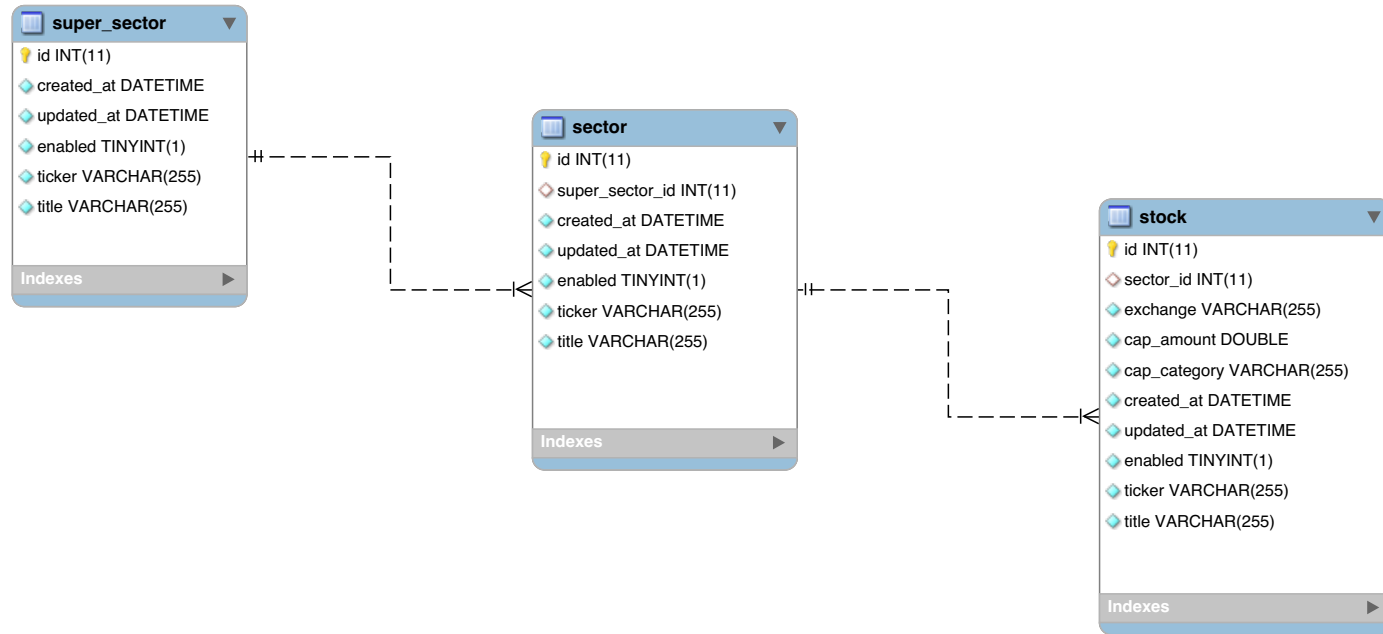 super_sector
id INT(11)
created_at DATETIME
updated_at DATETIME
enabled TINYINT(1)
ticker VARCHAR(255)
title VARCHAR(255)
Indexes
sector
id INT(11)
super_sector_id INT(11)
created_at DATETIME
updated_at DATETIME
enabled TINYINT(1)
ticker VARCHAR(255)
title VARCHAR(255)
Indexes
stock
id INT(11)
sector_id INT(11)
exchange VARCHAR(255)
cap_amount DOUBLE
cap_category VARCHAR(255)
created_at DATETIME
updated_at DATETIME
enabled TINYINT(1)
ticker VARCHAR(255)
title VARCHAR(255)
Indexes